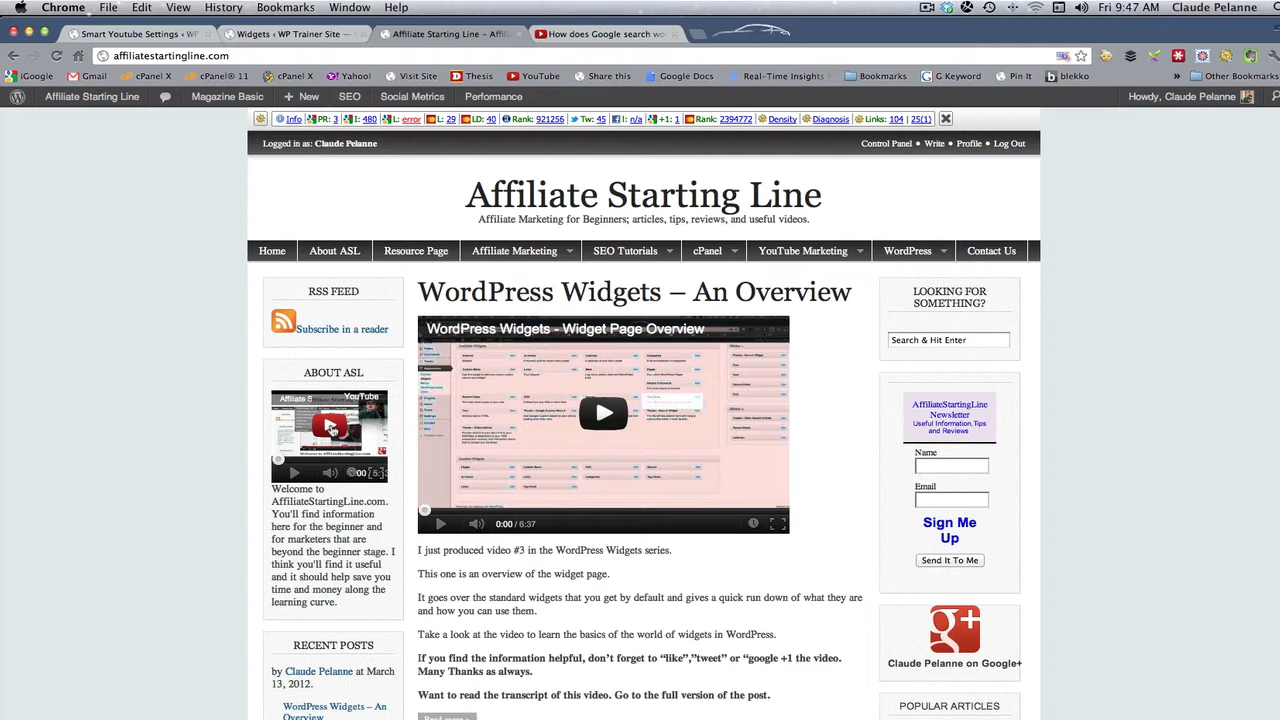 Chrome File Edit View History Bookmarks Window Help Fri 9:47 AM Claude Pelanne
Smart Youtube Settings ‹ WP Widgets ‹ WP Trainer Site — Affiliate Starting Line – Affili How does Google search wo
affiliatestartingline.com
iGoogle Gmail cPanel X cPanel® 11 cPanel X Yahoo! Visit Site Thesis YouTube Share this Google Docs Real-Time Insights Bookmarks G Keyword Pin It blekko » Other Bookmarks
Affiliate Starting Line Magazine Basic + New SEO Social Metrics Performance Howdy, Claude Pelanne
Info PR: 3 I: 480 L: error L: 29 LD: 40 Rank: 921256 Tw: 45 I: n/a +1: 1 Rank: 2394772 Density Diagnosis Links: 104 | 25(1)
Logged in as: Claude Pelanne Control Panel • Write • Profile • Log Out
Affiliate Starting Line
Affiliate Marketing for Beginners; articles, tips, reviews, and useful videos.
Home About ASL Resource Page Affiliate Marketing SEO Tutorials cPanel YouTube Marketing WordPress Contact Us
RSS FEED
Subscribe in a reader
ABOUT ASL
Affiliate S YouTube
0:00
Welcome to
AffiliateStartingLine.com.
You'll find information
here for the beginner and
for marketers that are
beyond the beginner stage. I
think you'll find it useful
and it should help save you
time and money along the
learning curve.
RECENT POSTS
by Claude Pelanne at March
13, 2012.
WordPress Widgets – An
Overview
WordPress Widgets – An Overview
WordPress Widgets - Widget Page Overview
0:00 / 6:37
I just produced video #3 in the WordPress Widgets series.
This one is an overview of the widget page.
It goes over the standard widgets that you get by default and gives a quick run down of what they are
and how you can use them.
Take a look at the video to learn the basics of the world of widgets in WordPress.
If you find the information helpful, don't forget to “like”,”tweet” or “google +1 the video.
Many Thanks as always.
Want to read the transcript of this video. Go to the full version of the post.
Read more »
LOOKING FOR
SOMETHING?
Search & Hit Enter
AffiliateStartingLine
Newsletter
Useful Information,Tips
and Reviews
Name
Email
Sign Me
Up
Send It To Me
g+
Claude Pelanne on Google+
POPULAR ARTICLES